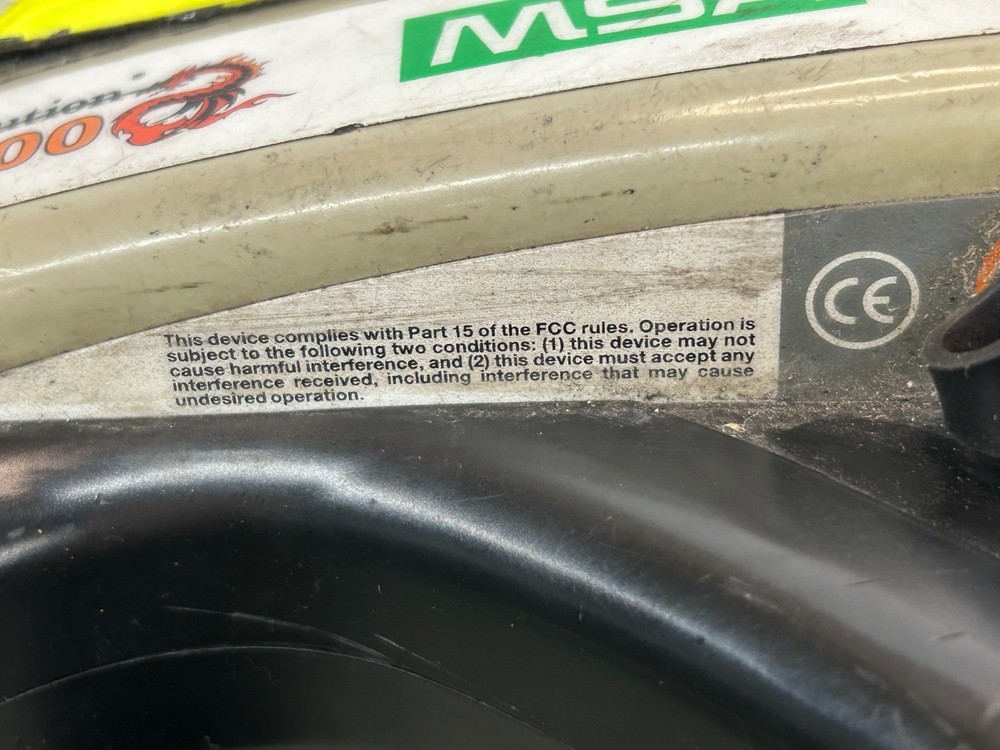 MSA
ution
00
This device complies with Part 15 of the FCC rules. Operation is
subject to the following two conditions: (1) this device may not
cause harmful interference, and (2) this device must accept any
interference received, including interference that may cause
undesired operation.
CE